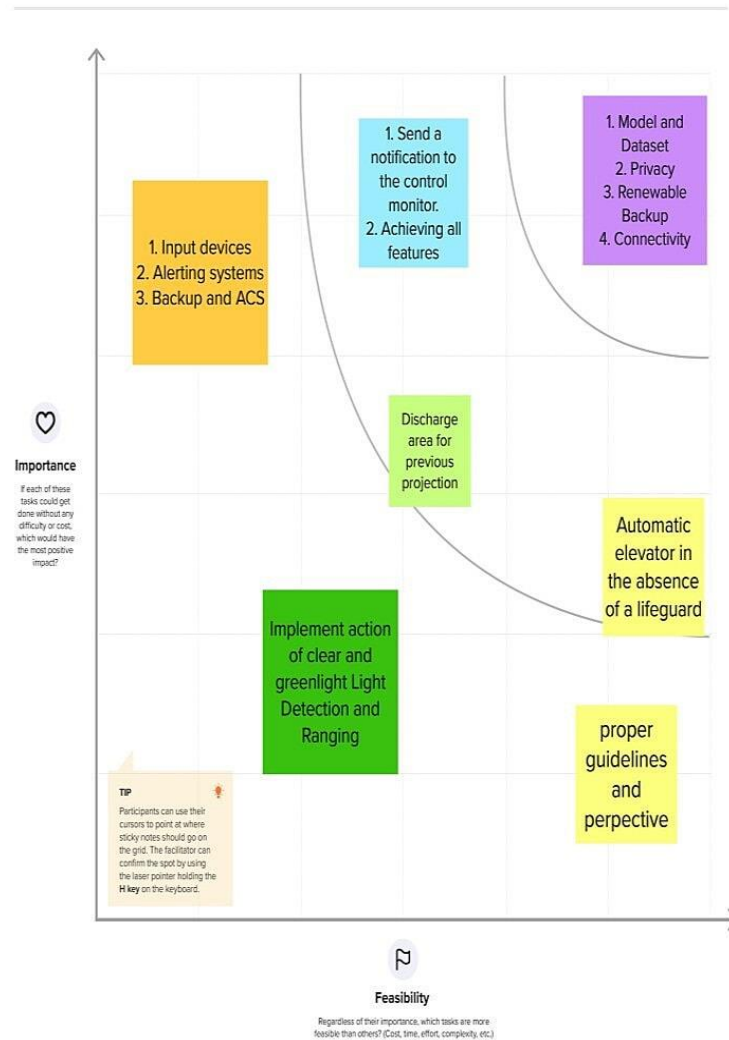 1. Send a
notification to
the control
monitor.
2. Achieving all
features
1. Model and
Dataset
2. Privacy
3. Renewable
Backup
4. Connectivity
1. Input devices
2. Alerting systems
3. Backup and ACS
Discharge
area for
previous
projection
Importance
If each of these
tasks could get
done without any
difficulty or cost,
which would have
the most positive
impact?
Automatic
elevator in
the absence
of a lifeguard
Implement action
of clear and
greenlight Light
Detection and
Ranging
proper
guidelines
and
perpective
TIP
Participants can use their
cursors to point at where
sticky notes should go on
the grid. The facilitator can
confirm the spot by using
the laser pointer holding the
H key on the keyboard.
Feasibility
Regardless of their importance, which tasks are more
feasible than others? (Cost, time, effort, complexity, etc.)